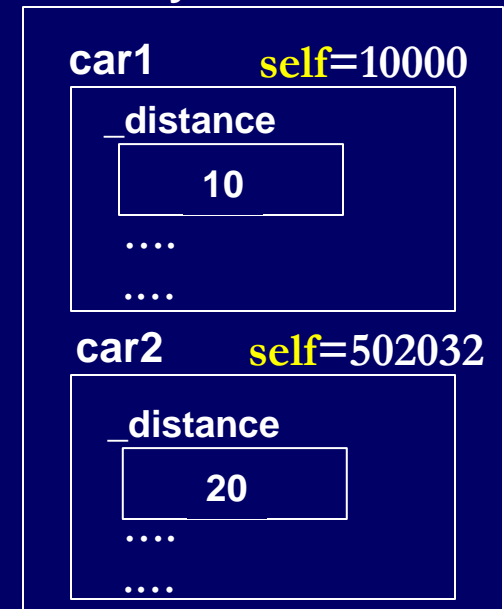 car1 self=10000
_distance
10
....
....
car2 self=502032
_distance
20
....
....